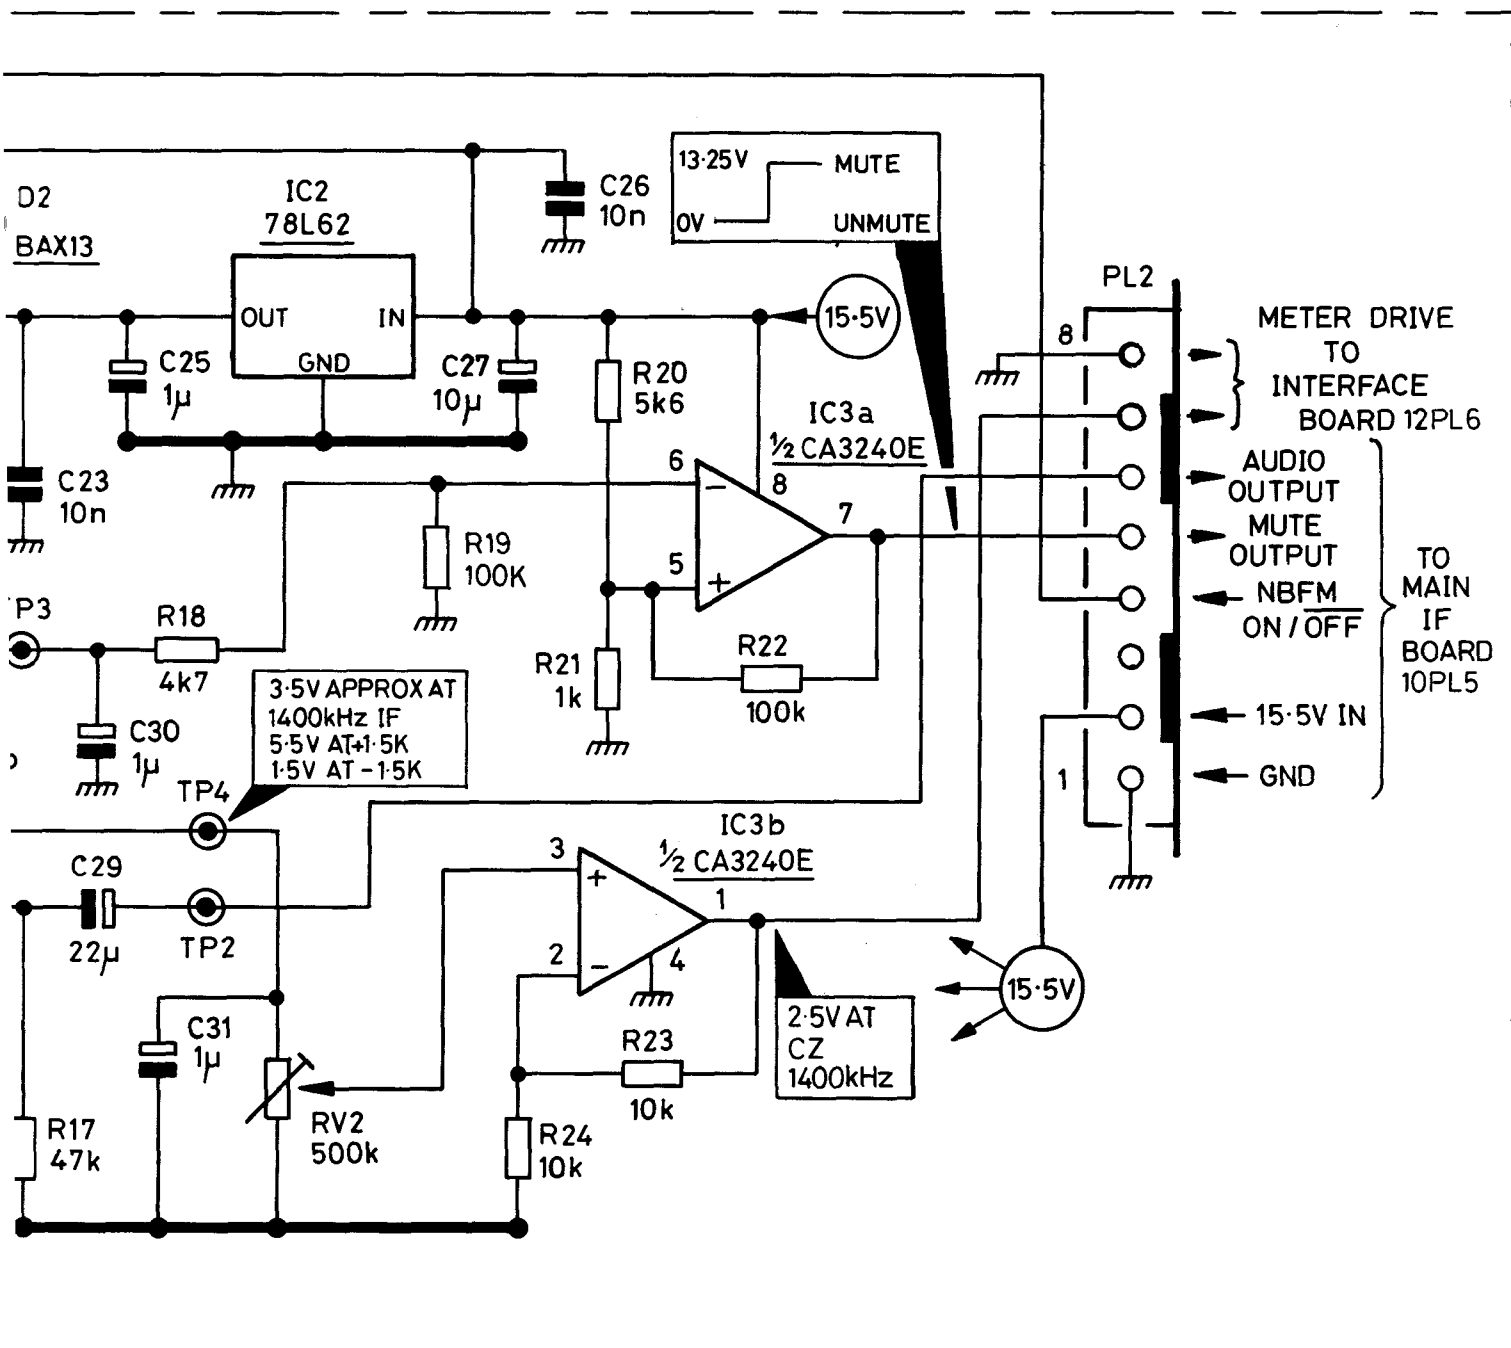 D2
BAX13
IC2
78L62
OUT
IN
GND
C25
1μ
C27
10μ
C26
10n
13·25V
MUTE
0V
UNMUTE
15·5V
R20
5k6
IC3a
½ CA3240E
6
8
7
5
−
+
C23
10n
R19
100K
TP3
R18
4k7
R21
1k
R22
100k
C30
1μ
3·5V APPROX AT
1400kHz IF
5·5V AT+1·5K
1·5V AT −1·5K
TP4
C29
22μ
TP2
IC3b
½ CA3240E
3
+
2
−
1
4
C31
1μ
RV2
500k
R23
10k
R24
10k
R17
47k
2·5V AT
CZ
1400kHz
15·5V
PL2
8
1
METER DRIVE
TO
INTERFACE
BOARD 12PL6
AUDIO
OUTPUT
MUTE
OUTPUT
NBFM
ON/OFF
15·5V IN
GND
TO
MAIN
IF
BOARD
10PL5